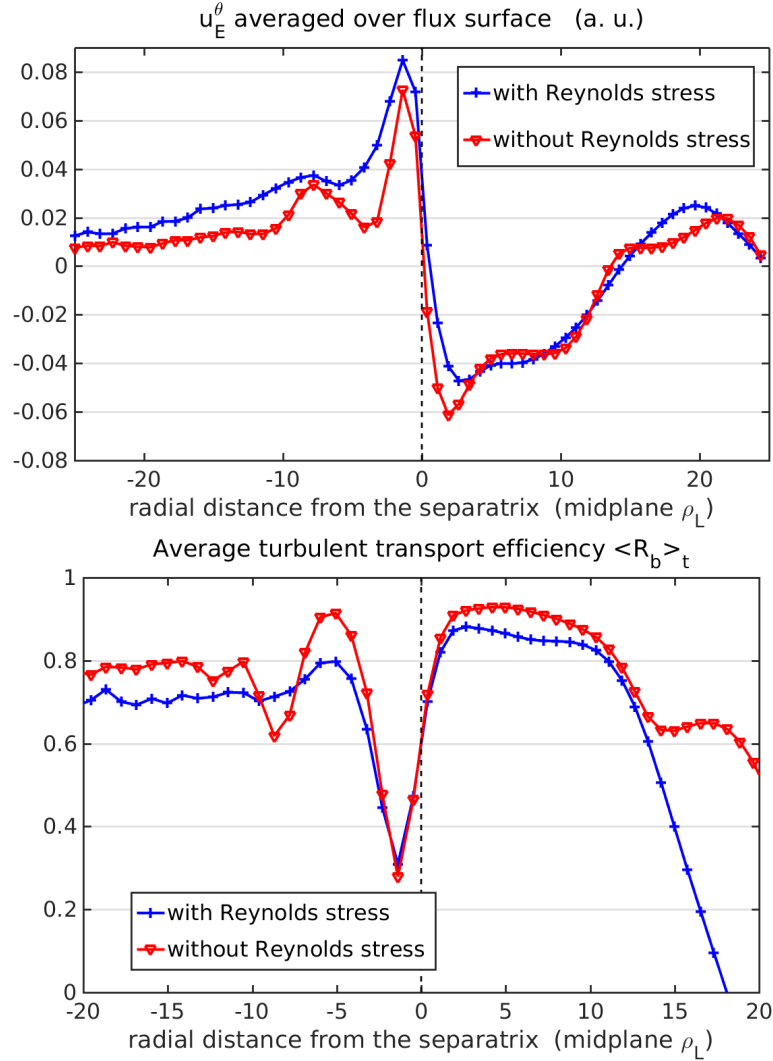 u_E^θ averaged over flux surface (a. u.)
0.08
0.06
0.04
0.02
0
-0.02
-0.04
-0.06
-0.08
with Reynolds stress
without Reynolds stress
-20 -10 0 10 20
radial distance from the separatrix (midplane ρ_L)
Average turbulent transport efficiency <R_b>_t
1
0.8
0.6
0.4
0.2
0
with Reynolds stress
without Reynolds stress
-20 -15 -10 -5 0 5 10 15 20
radial distance from the separatrix (midplane ρ_L)